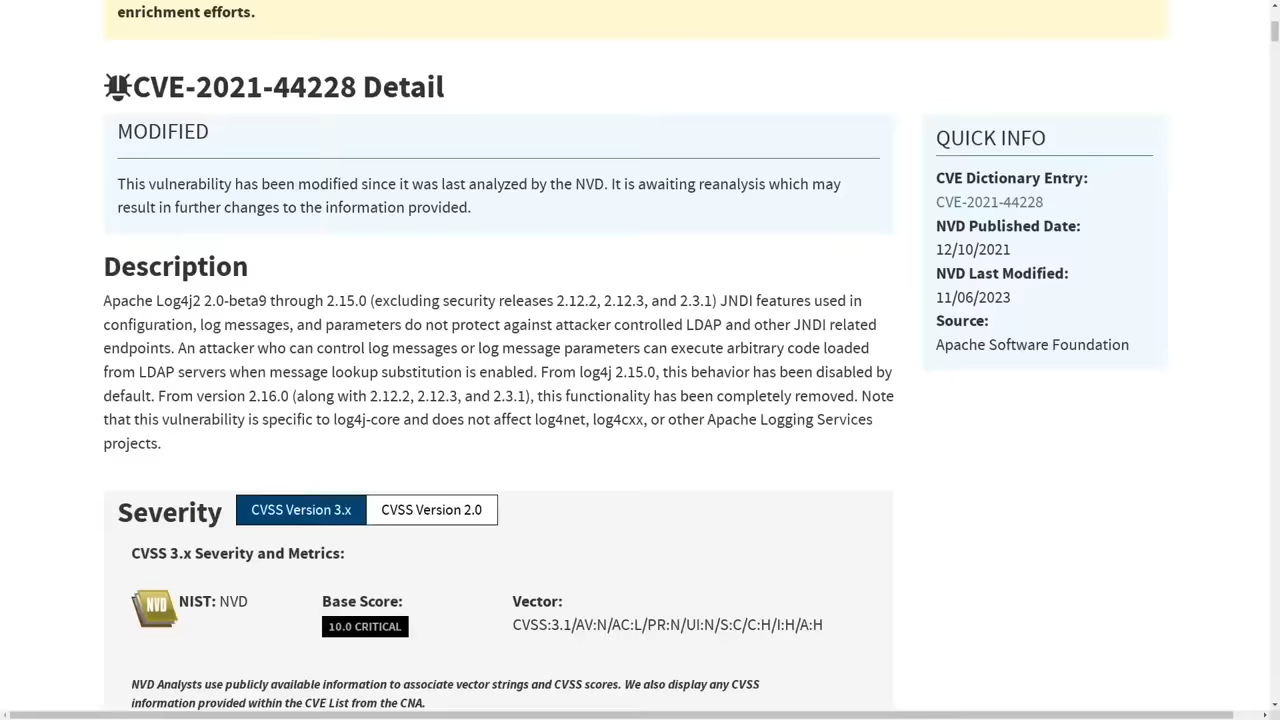 enrichment efforts.
CVE-2021-44228 Detail
MODIFIED
This vulnerability has been modified since it was last analyzed by the NVD. It is awaiting reanalysis which may
result in further changes to the information provided.
Description
Apache Log4j2 2.0-beta9 through 2.15.0 (excluding security releases 2.12.2, 2.12.3, and 2.3.1) JNDI features used in
configuration, log messages, and parameters do not protect against attacker controlled LDAP and other JNDI related
endpoints. An attacker who can control log messages or log message parameters can execute arbitrary code loaded
from LDAP servers when message lookup substitution is enabled. From log4j 2.15.0, this behavior has been disabled by
default. From version 2.16.0 (along with 2.12.2, 2.12.3, and 2.3.1), this functionality has been completely removed. Note
that this vulnerability is specific to log4j-core and does not affect log4net, log4cxx, or other Apache Logging Services
projects.
Severity
CVSS Version 3.x
CVSS Version 2.0
CVSS 3.x Severity and Metrics:
NVD
NIST: NVD
Base Score:
10.0 CRITICAL
Vector:
CVSS:3.1/AV:N/AC:L/PR:N/UI:N/S:C/C:H/I:H/A:H
NVD Analysts use publicly available information to associate vector strings and CVSS scores. We also display any CVSS
information provided within the CVE List from the CNA.
QUICK INFO
CVE Dictionary Entry:
CVE-2021-44228
NVD Published Date:
12/10/2021
NVD Last Modified:
11/06/2023
Source:
Apache Software Foundation